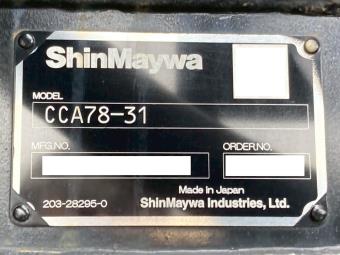 ShinMaywa
MODEL
CCA78-31
MFG.NO. ORDER.NO.
Made in Japan
203-28295-0 ShinMaywa Industries, Ltd.